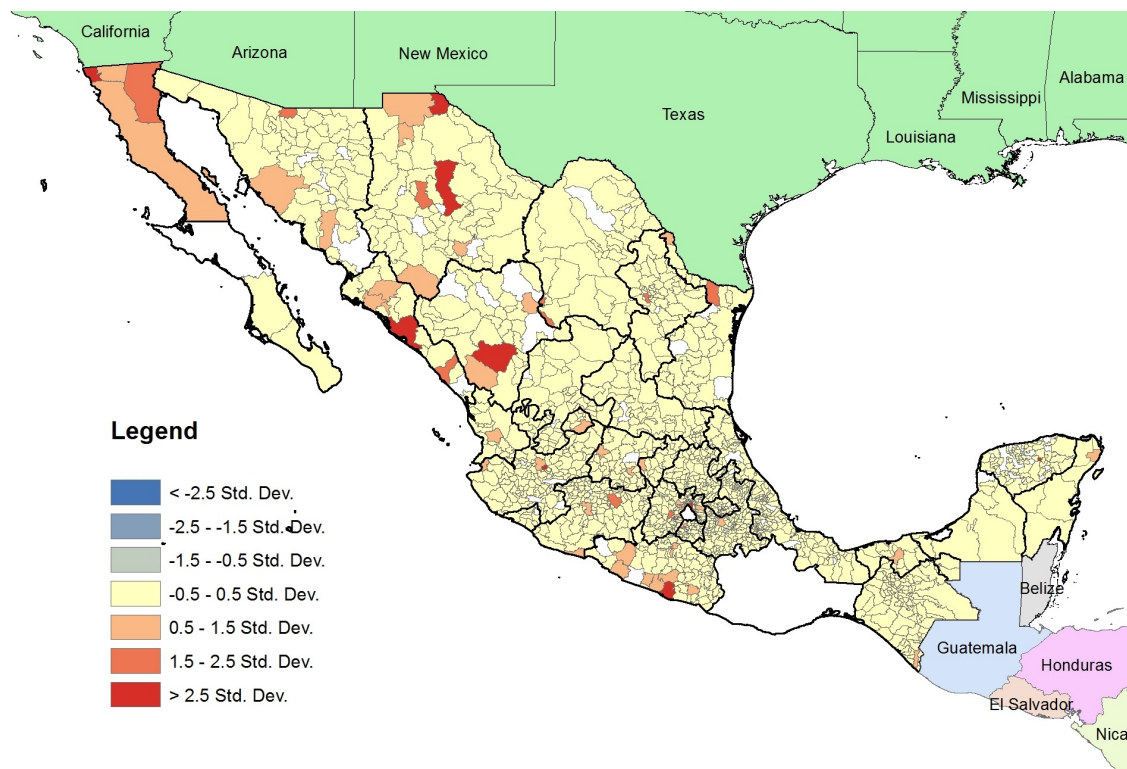 California
Arizona
New Mexico
Texas
Mississippi
Alabama
Louisiana
Legend
< -2.5 Std. Dev.
-2.5 - -1.5 Std. Dev.
-1.5 - -0.5 Std. Dev.
-0.5 - 0.5 Std. Dev.
0.5 - 1.5 Std. Dev.
1.5 - 2.5 Std. Dev.
> 2.5 Std. Dev.
Belize
Guatemala
Honduras
El Salvador
Nica